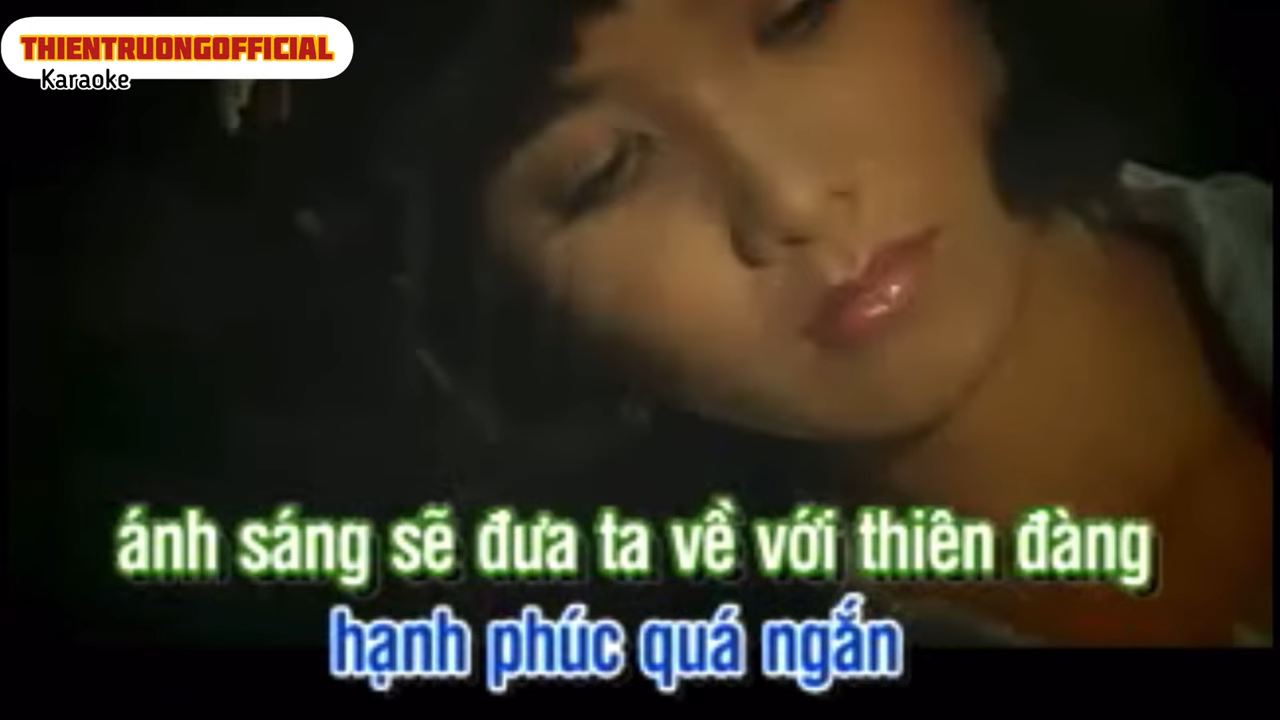 THIENTRUONGOFFICIAL
Karaoke
ánh sáng sẽ đưa ta về với thiên đàng
hạnh phúc quá ngắn